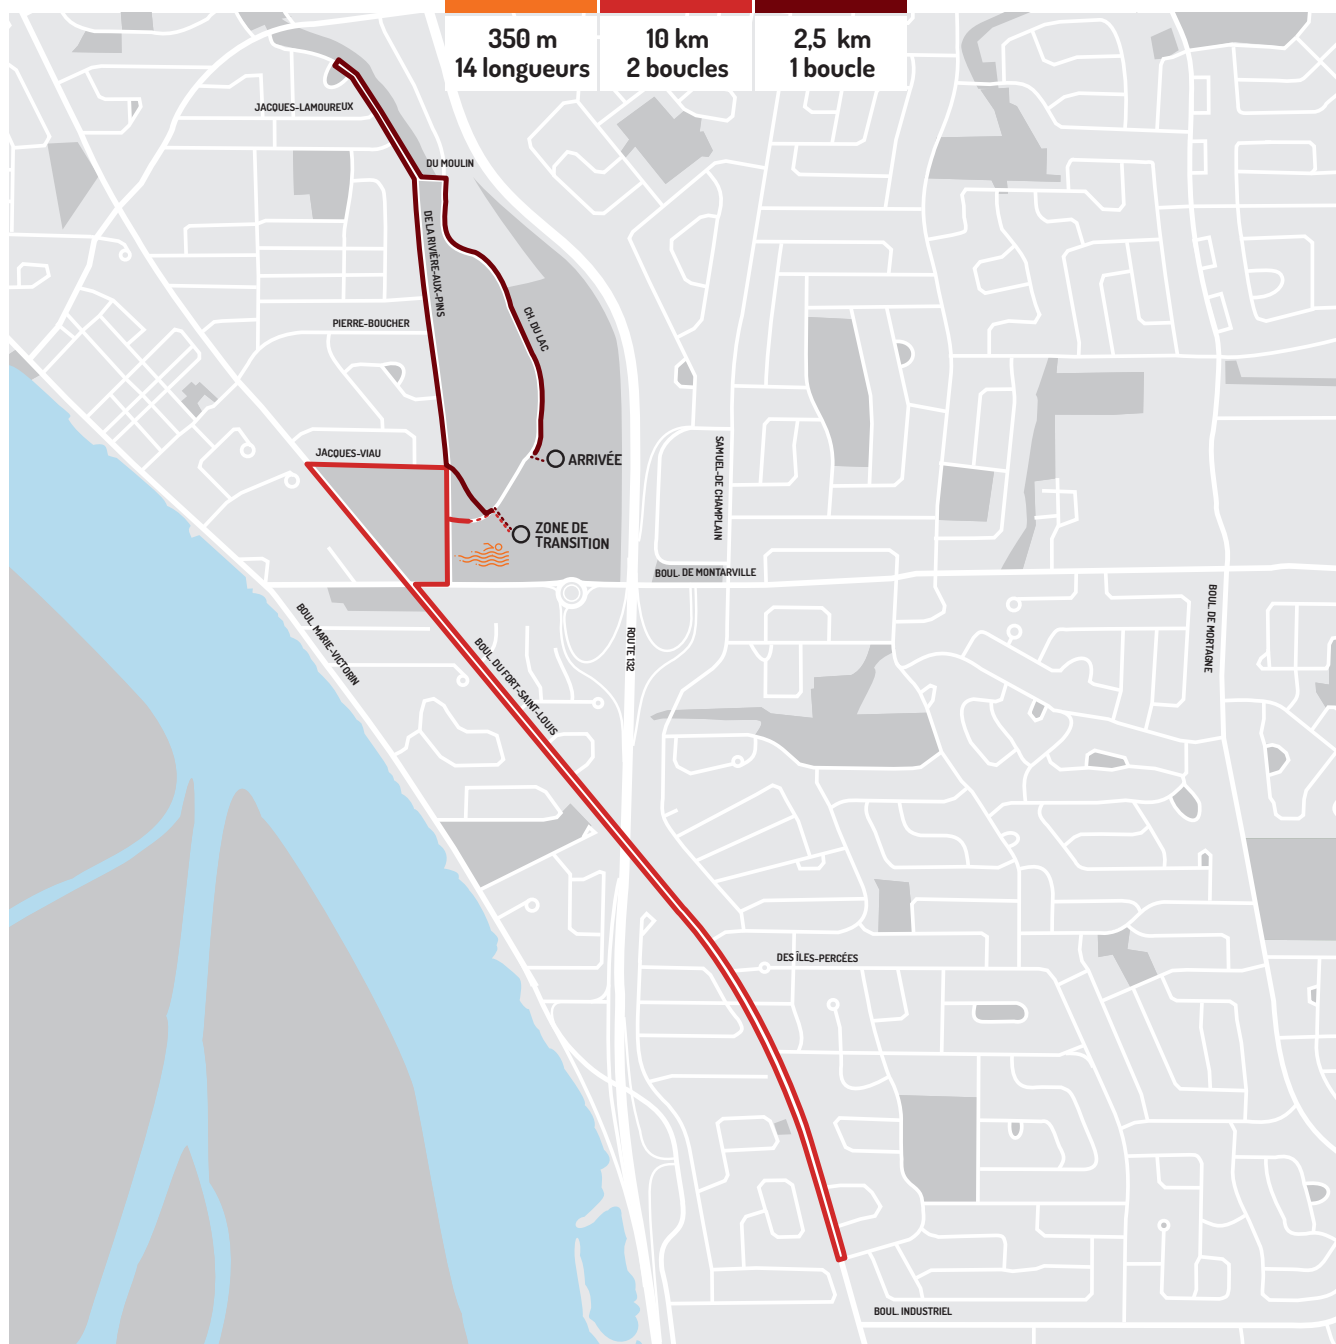 350 m
14 longueurs
10 km
2 boucles
2,5 km
1 boucle
JACQUES-LAMOUREUX
DU MOULIN
DE LA RIVIÈRE-AUX-PINS
CH. DU LAC
PIERRE-BOUCHER
JACQUES-VIAU
ARRIVÉE
ZONE DE
TRANSITION
SAMUEL-DE CHAMPLAIN
BOUL. DE MONTARVILLE
BOUL. MARIE-VICTORIN
BOUL. DU FORT-SAINT-LOUIS
ROUTE 132
BOUL. DE MORTAGNE
DES ÎLES-PERCÉES
BOUL. INDUSTRIEL